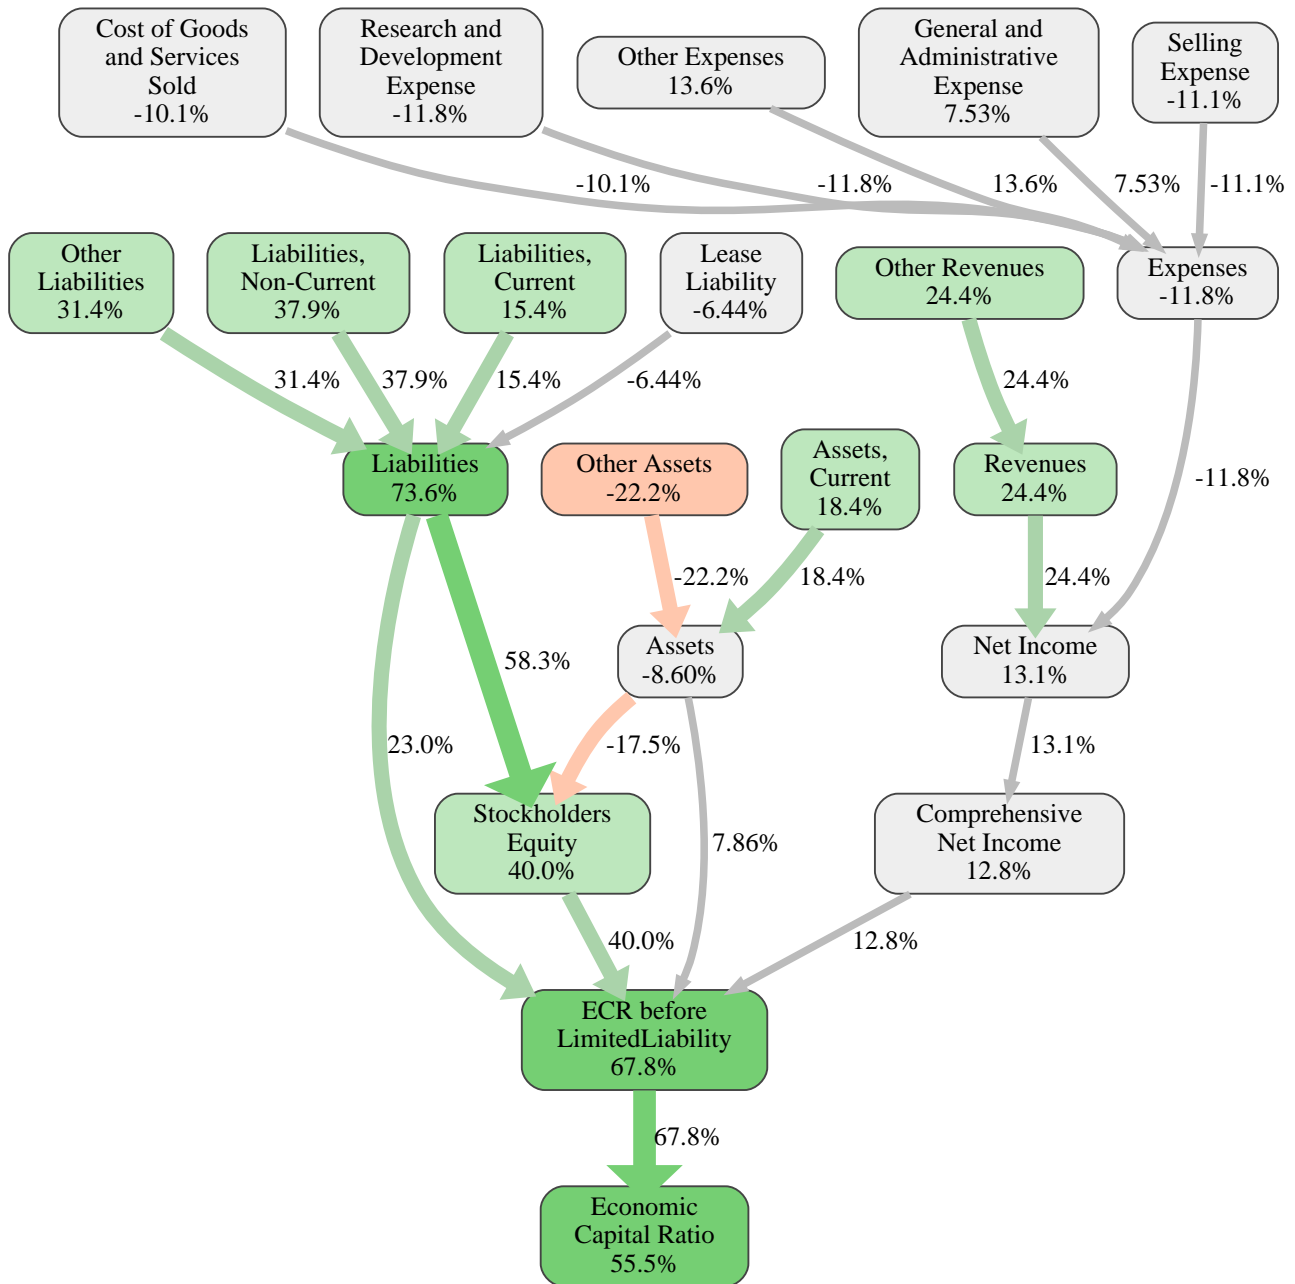 Cost of Goods
and Services
Sold
-10.1%
Research and
Development
Expense
-11.8%
Other Expenses
13.6%
General and
Administrative
Expense
7.53%
Selling
Expense
-11.1%
-10.1%
-11.8%
13.6%
7.53%
-11.1%
Other
Liabilities
31.4%
Liabilities,
Non-Current
37.9%
Liabilities,
Current
15.4%
Lease
Liability
-6.44%
Other Revenues
24.4%
Expenses
-11.8%
31.4%
37.9%
15.4%
-6.44%
24.4%
Liabilities
73.6%
Other Assets
-22.2%
Assets,
Current
18.4%
Revenues
24.4%
-11.8%
-22.2%
18.4%
24.4%
58.3%
Assets
-8.60%
Net Income
13.1%
23.0%
-17.5%
13.1%
Stockholders
Equity
40.0%
7.86%
Comprehensive
Net Income
12.8%
40.0%
12.8%
ECR before
LimitedLiability
67.8%
67.8%
Economic
Capital Ratio
55.5%